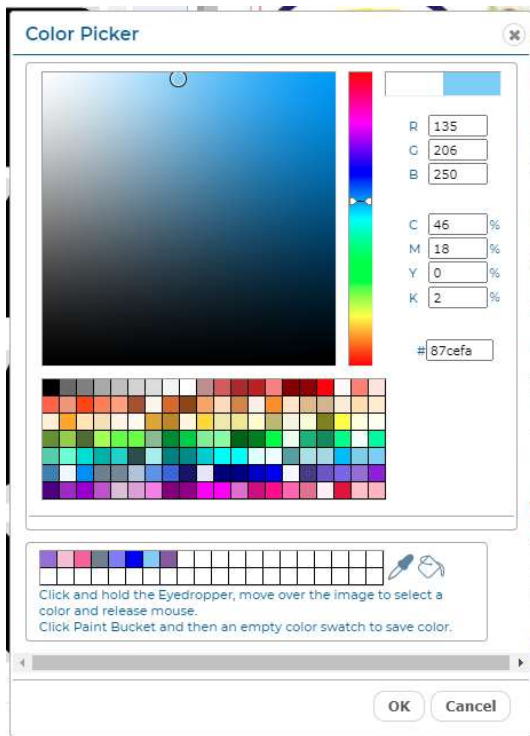 Color Picker
R 135
G 206
B 250
C 46 %
M 18 %
Y 0 %
K 2 %
# 87cefa
Click and hold the Eyedropper, move over the image to select a
color and release mouse.
Click Paint Bucket and then an empty color swatch to save color.
OK Cancel